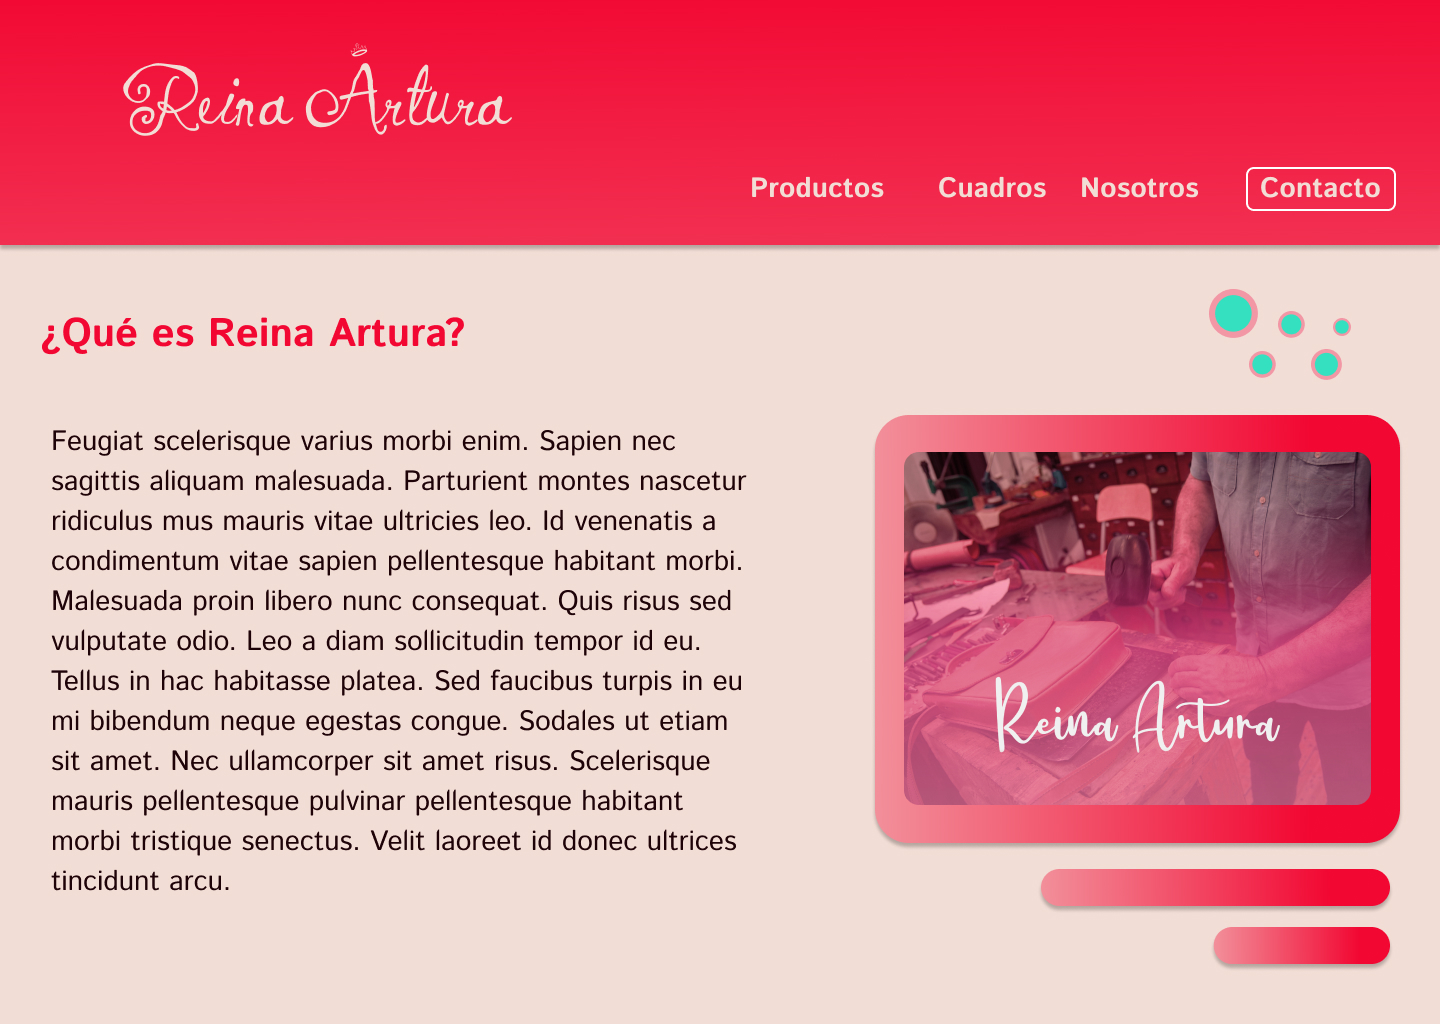 Reina Artura
Productos Cuadros Nosotros Contacto
¿Qué es Reina Artura?
Feugiat scelerisque varius morbi enim. Sapien nec
sagittis aliquam malesuada. Parturient montes nascetur
ridiculus mus mauris vitae ultricies leo. Id venenatis a
condimentum vitae sapien pellentesque habitant morbi.
Malesuada proin libero nunc consequat. Quis risus sed
vulputate odio. Leo a diam sollicitudin tempor id eu.
Tellus in hac habitasse platea. Sed faucibus turpis in eu
mi bibendum neque egestas congue. Sodales ut etiam
sit amet. Nec ullamcorper sit amet risus. Scelerisque
mauris pellentesque pulvinar pellentesque habitant
morbi tristique senectus. Velit laoreet id donec ultrices
tincidunt arcu.
Reina Artura